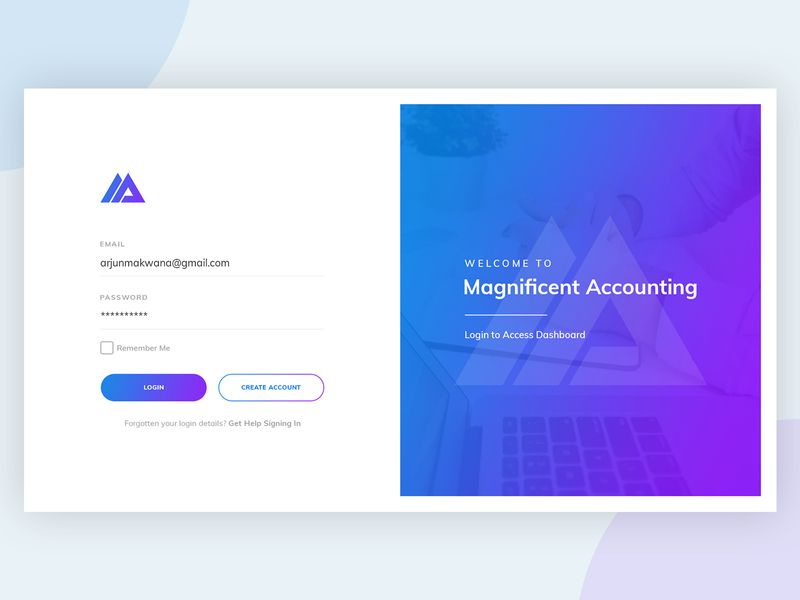 EMAIL
arjunmakwana@gmail.com
PASSWORD
**********
Remember Me
LOGIN
CREATE ACCOUNT
Forgotten your login details? Get Help Signing In
WELCOME TO
Magnificent Accounting
Login to Access Dashboard